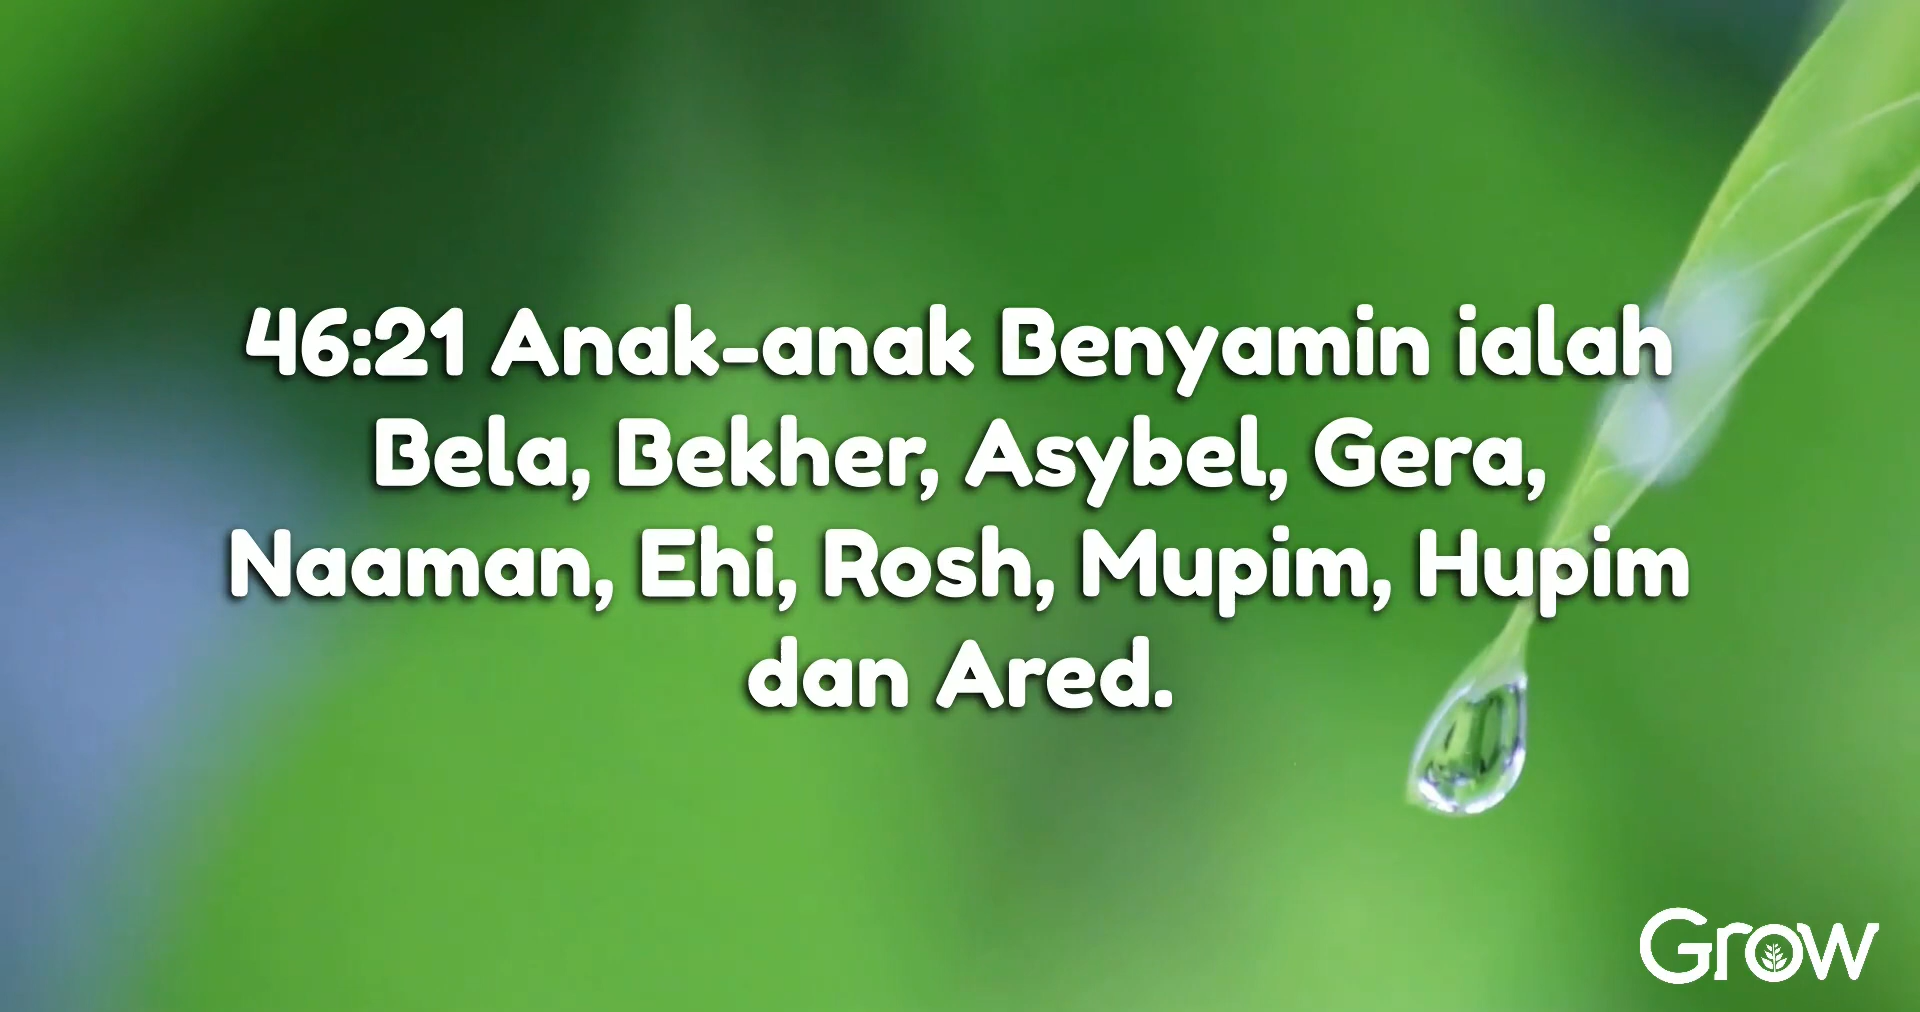 46:21 Anak-anak Benyamin ialah
Bela, Bekher, Asybel, Gera,
Naaman, Ehi, Rosh, Mupim, Hupim
dan Ared.
Grow